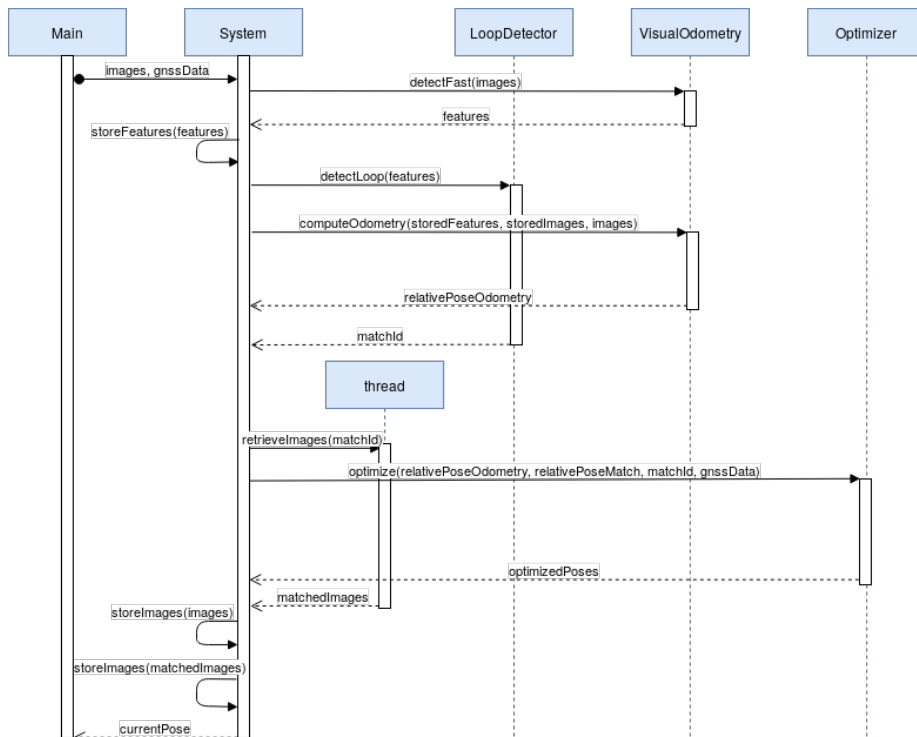 Main
System
LoopDetector
VisualOdometry
Optimizer
images, gnssData
detectFast(images)
features
storeFeatures(features)
detectLoop(features)
computeOdometry(storedFeatures, storedImages, images)
relativePoseOdometry
matchId
thread
retrieveImages(matchId)
optimize(relativePoseOdometry, relativePoseMatch, matchId, gnssData)
optimizedPoses
matchedImages
storeImages(images)
storeImages(matchedImages)
currentPose